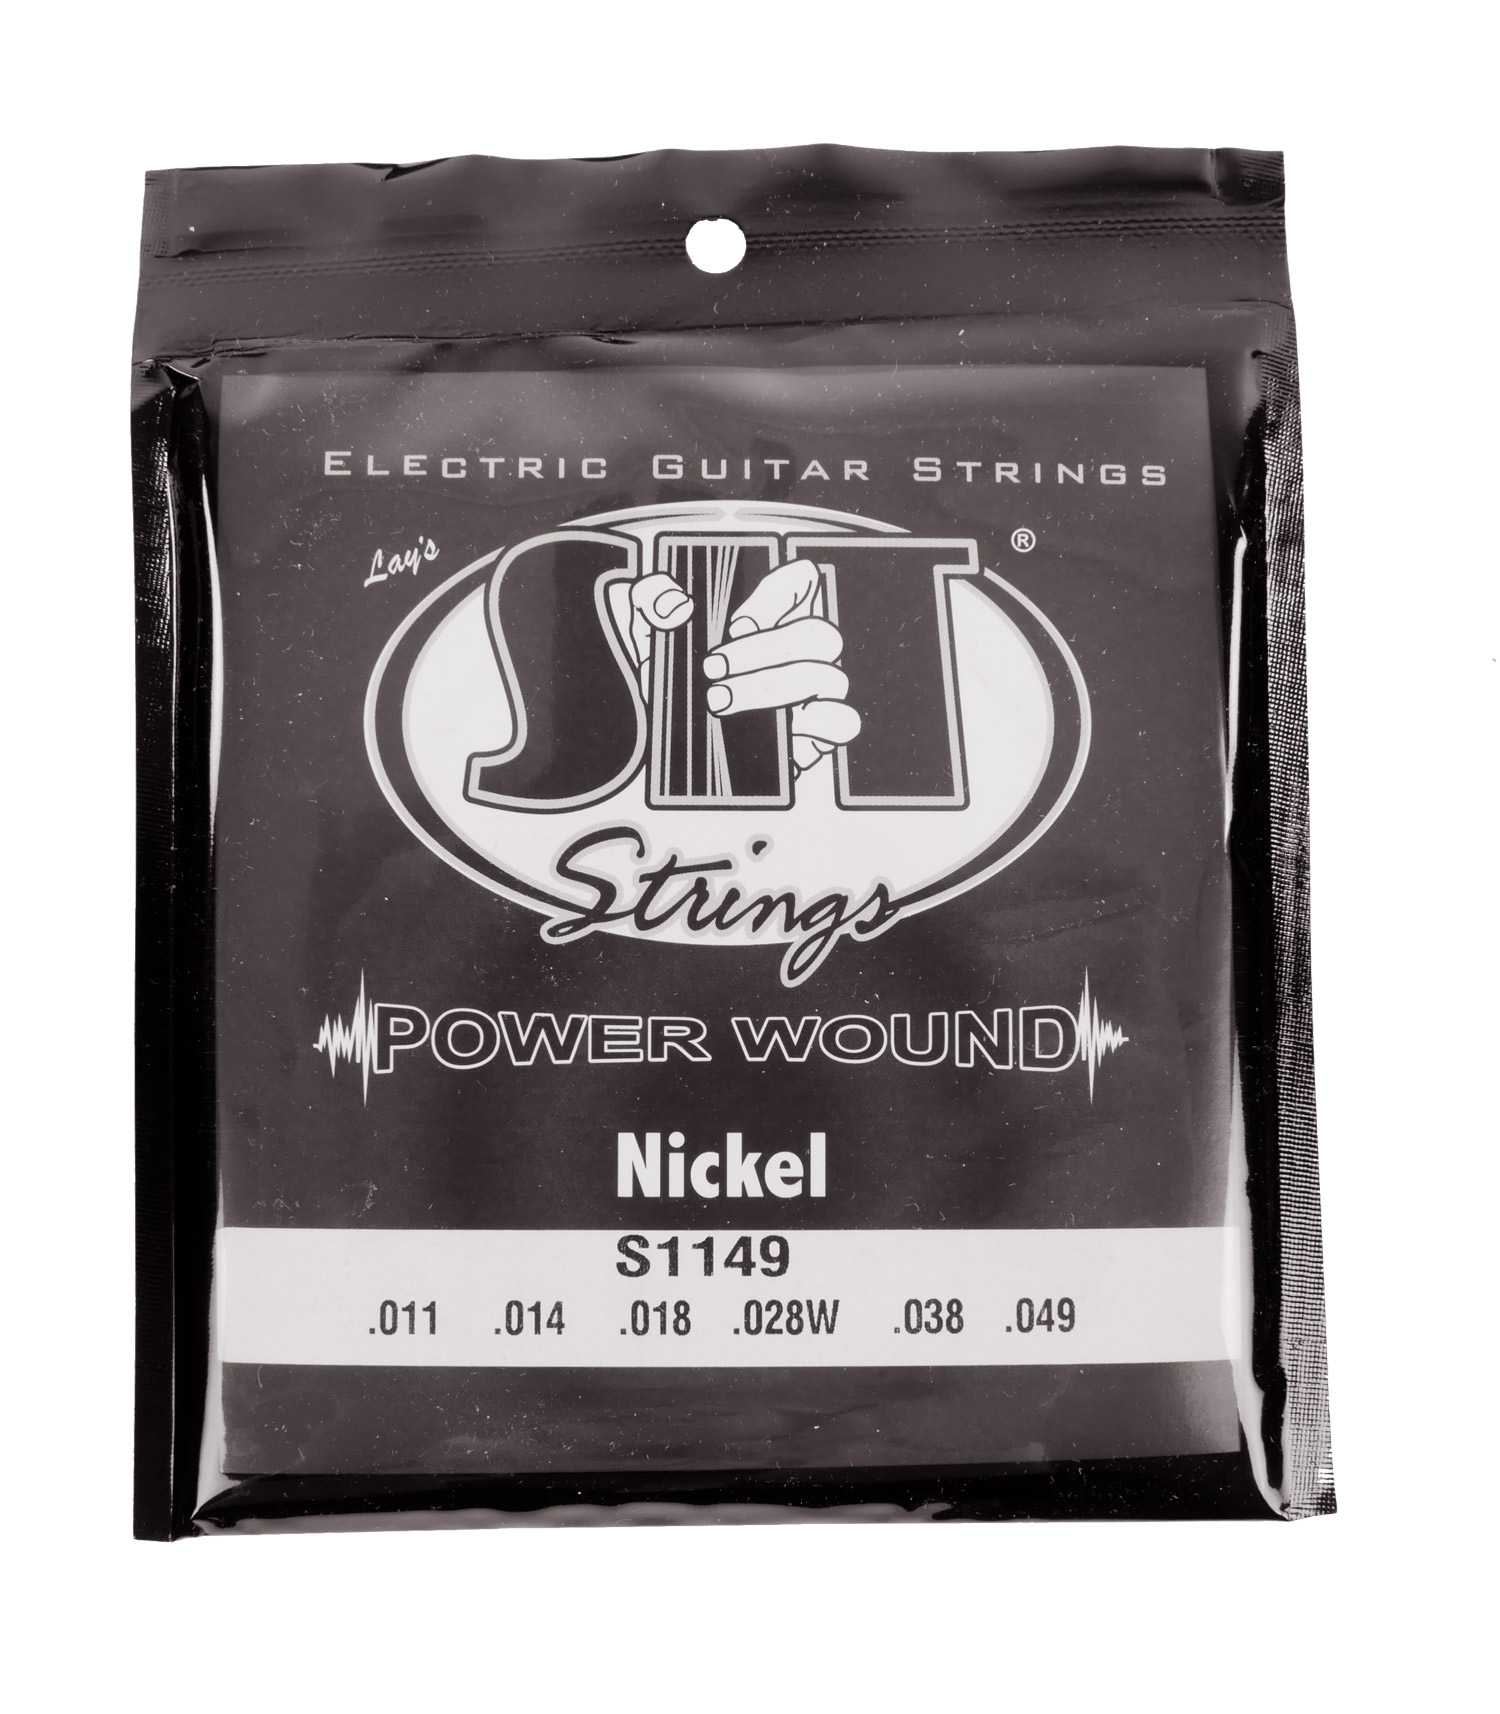 ELECTRIC GUITAR STRINGS
Lay's
SIT ®
Strings
POWER WOUND
Nickel
S1149
.011 .014 .018 .028W .038 .049